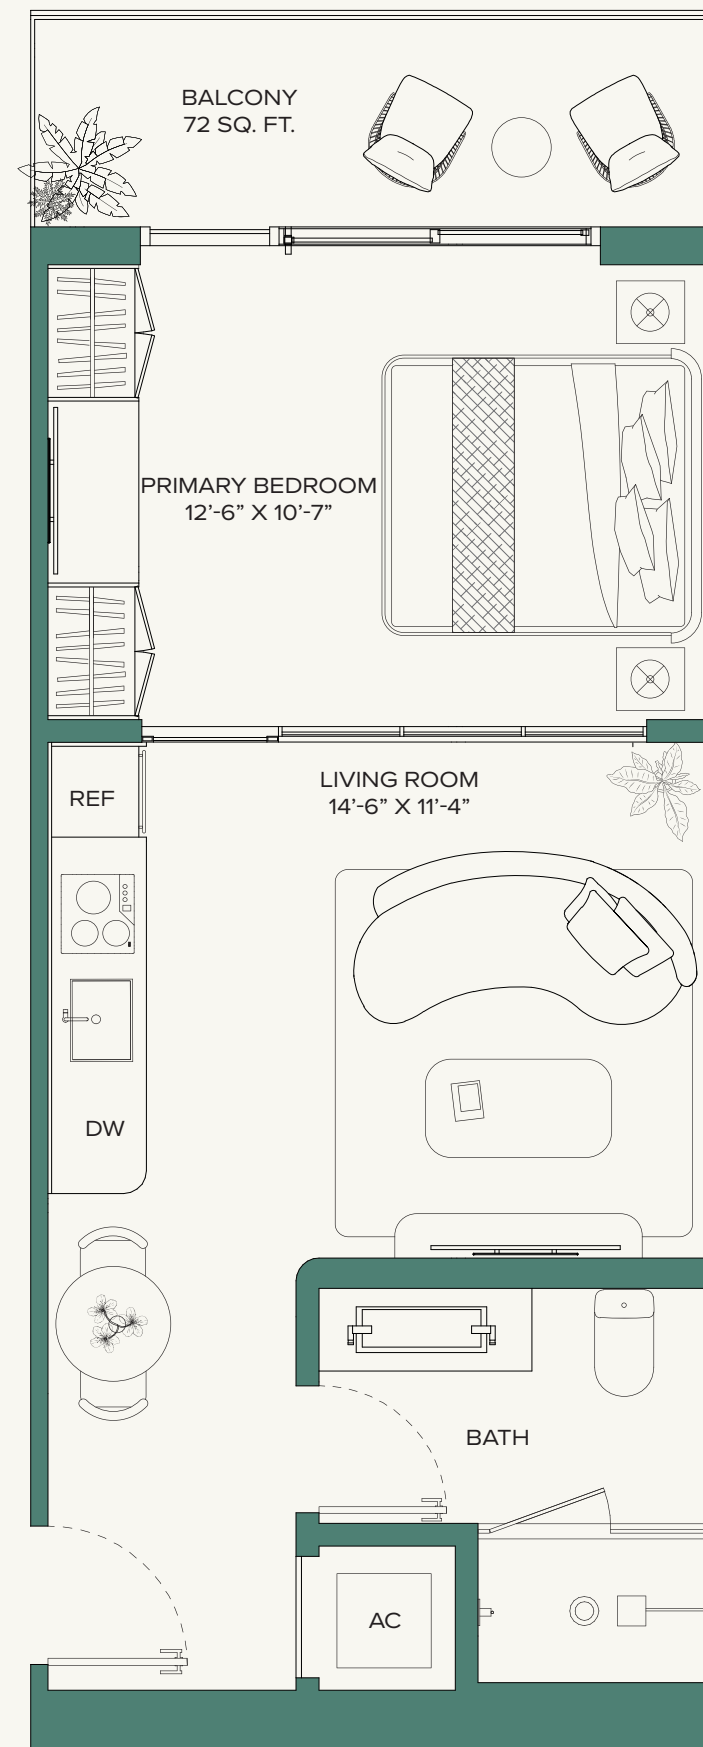 BALCONY
72 SQ. FT.
PRIMARY BEDROOM
12’-6” X 10’-7”
LIVING ROOM
14’-6” X 11’-4”
REF
DW
BATH
AC